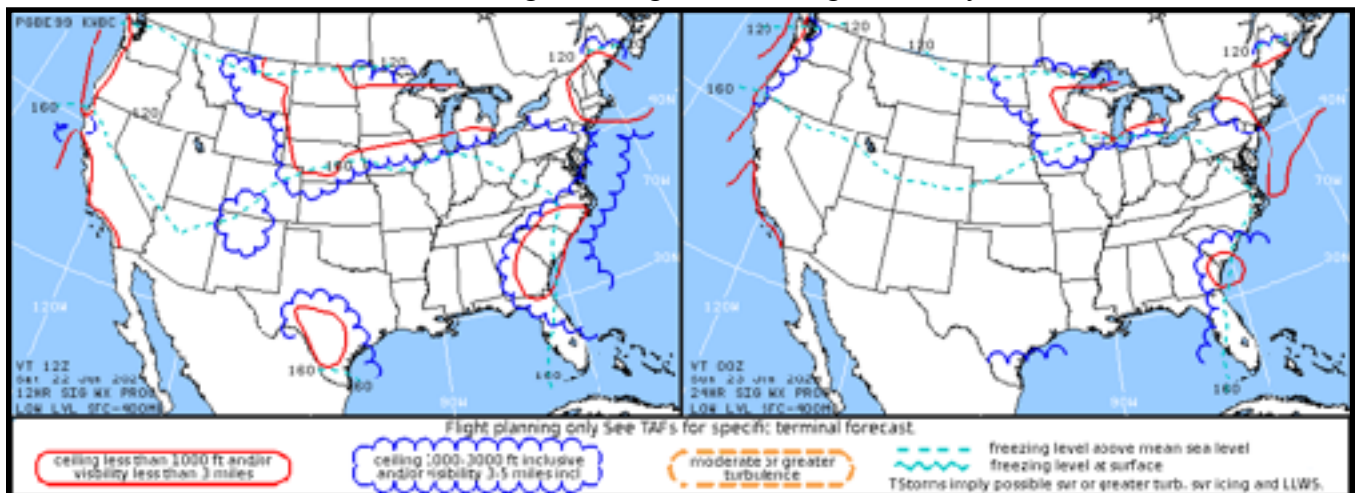 PGBE99 KWBC
120
120
160
120
160
160
160
40N
70W
30N
120W
90W
VT 12Z
22
12HR SIG WX PROG
LOW LVL SFC-400MB
120
120
120
120
160
160
40N
70W
30N
120W
90W
VT 00Z
23
24HR SIG WX PROG
LOW LVL SFC-400MB
Flight planning only See TAFs for specific terminal forecast.
ceiling less than 1000 ft and/or
visibility less than 3 miles
ceiling 1000-3000 ft inclusive
and/or visibility 3-5 miles incl
moderate or greater
turbulence
freezing level above mean sea level
freezing level at surface
TStorms imply possible svr or greater turb, svr icing and LLWS.